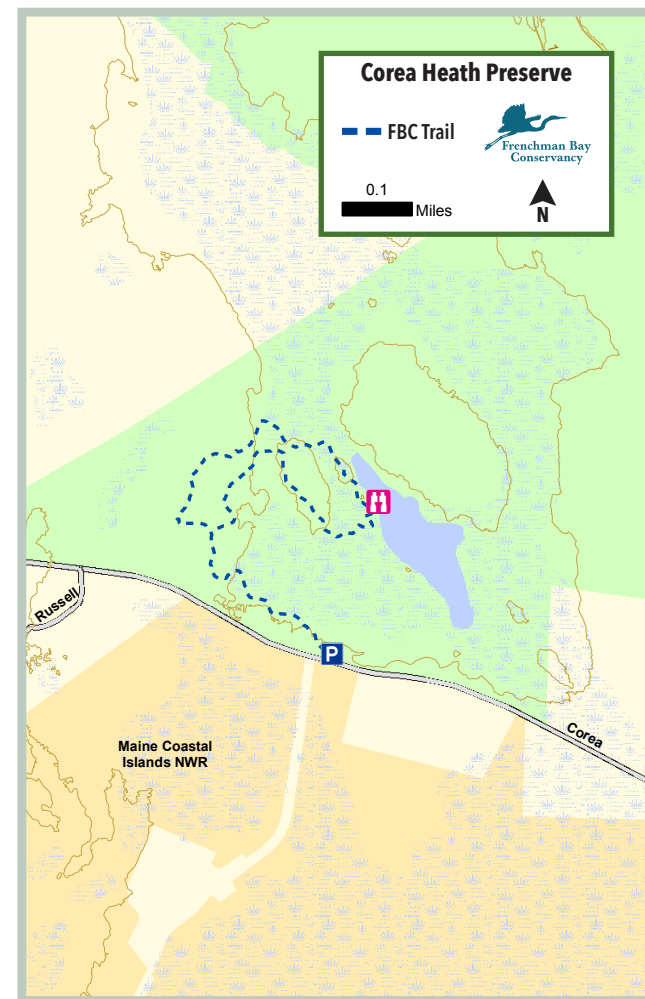 Corea Heath Preserve
FBC Trail
Frenchman Bay
Conservancy
0.1
Miles
N
Russell
P
Corea
Maine Coastal
Islands NWR